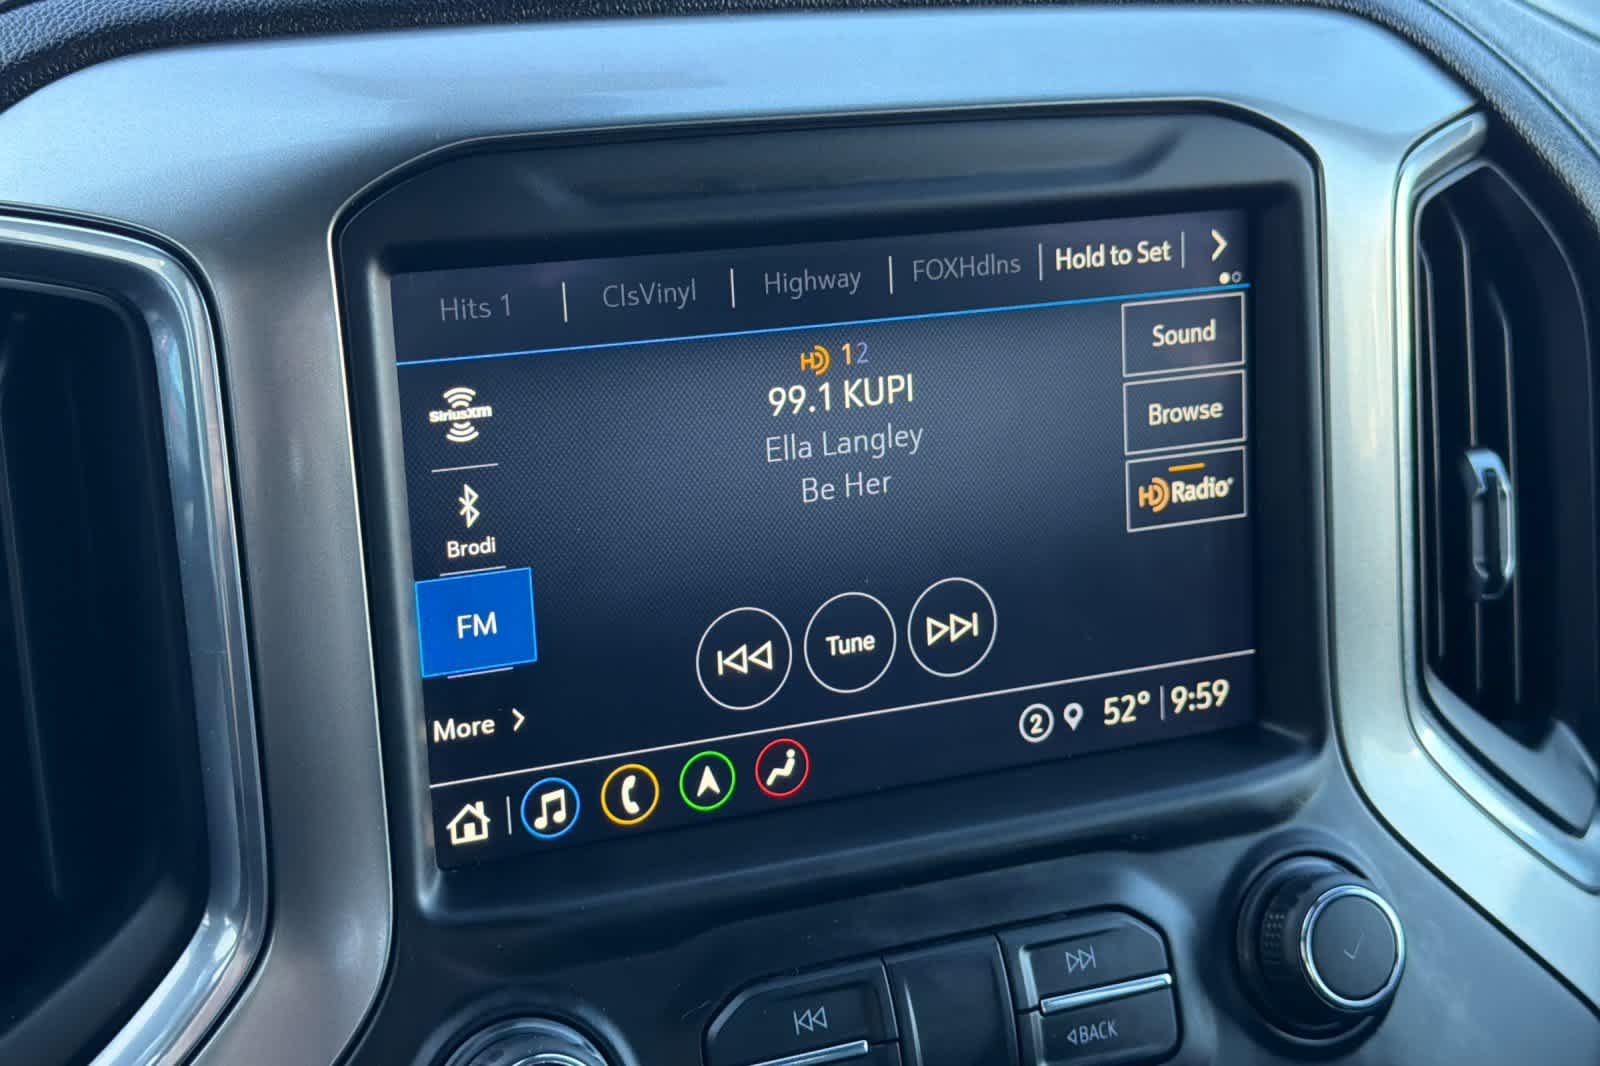 Hits 1 | ClsVinyl | Highway | FOXHdlns | Hold to Set
SiriusXM
Brodi
FM
More
HD 12
99.1 KUPI
Ella Langley
Be Her
Tune
Sound
Browse
HD Radio
2 52° 9:59
BACK